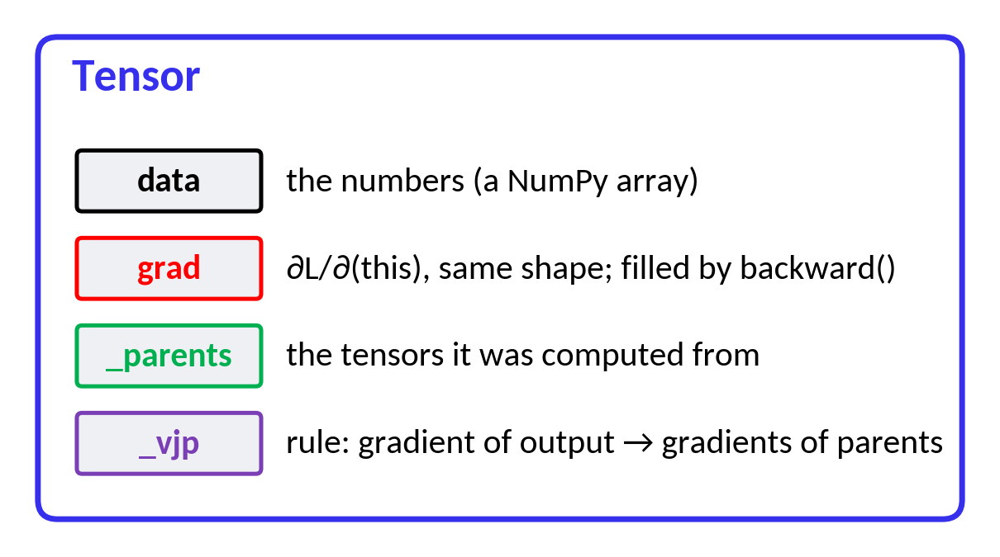 Tensor
data the numbers (a NumPy array)
grad ∂L/∂(this), same shape; filled by backward()
_parents the tensors it was computed from
_vjp rule: gradient of output → gradients of parents